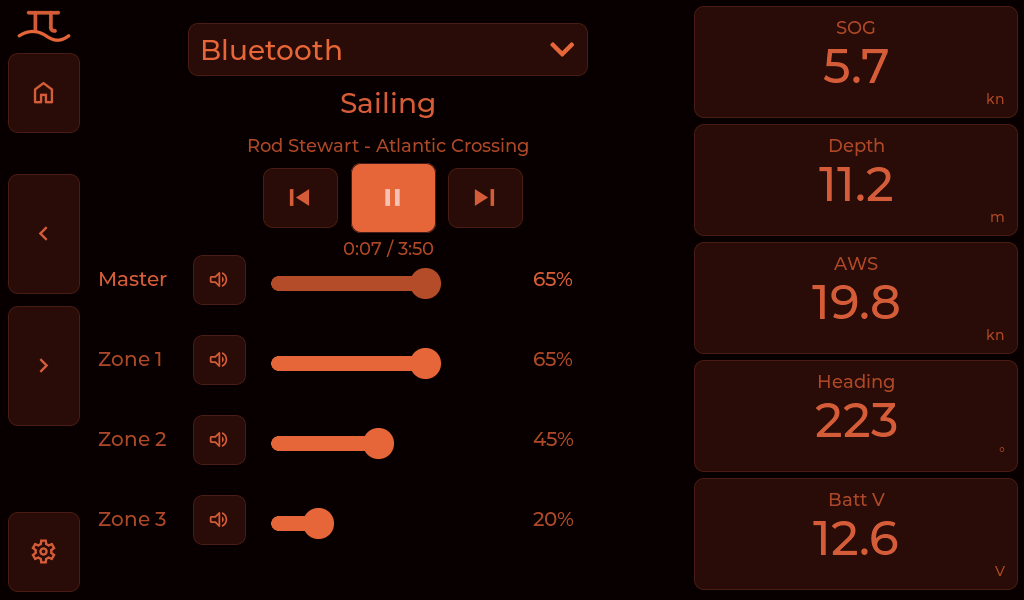 Bluetooth
Sailing
Rod Stewart - Atlantic Crossing
0:07 / 3:50
Master 65%
Zone 1 65%
Zone 2 45%
Zone 3 20%
SOG
5.7
kn
Depth
11.2
m
AWS
19.8
kn
Heading
223
°
Batt V
12.6
V